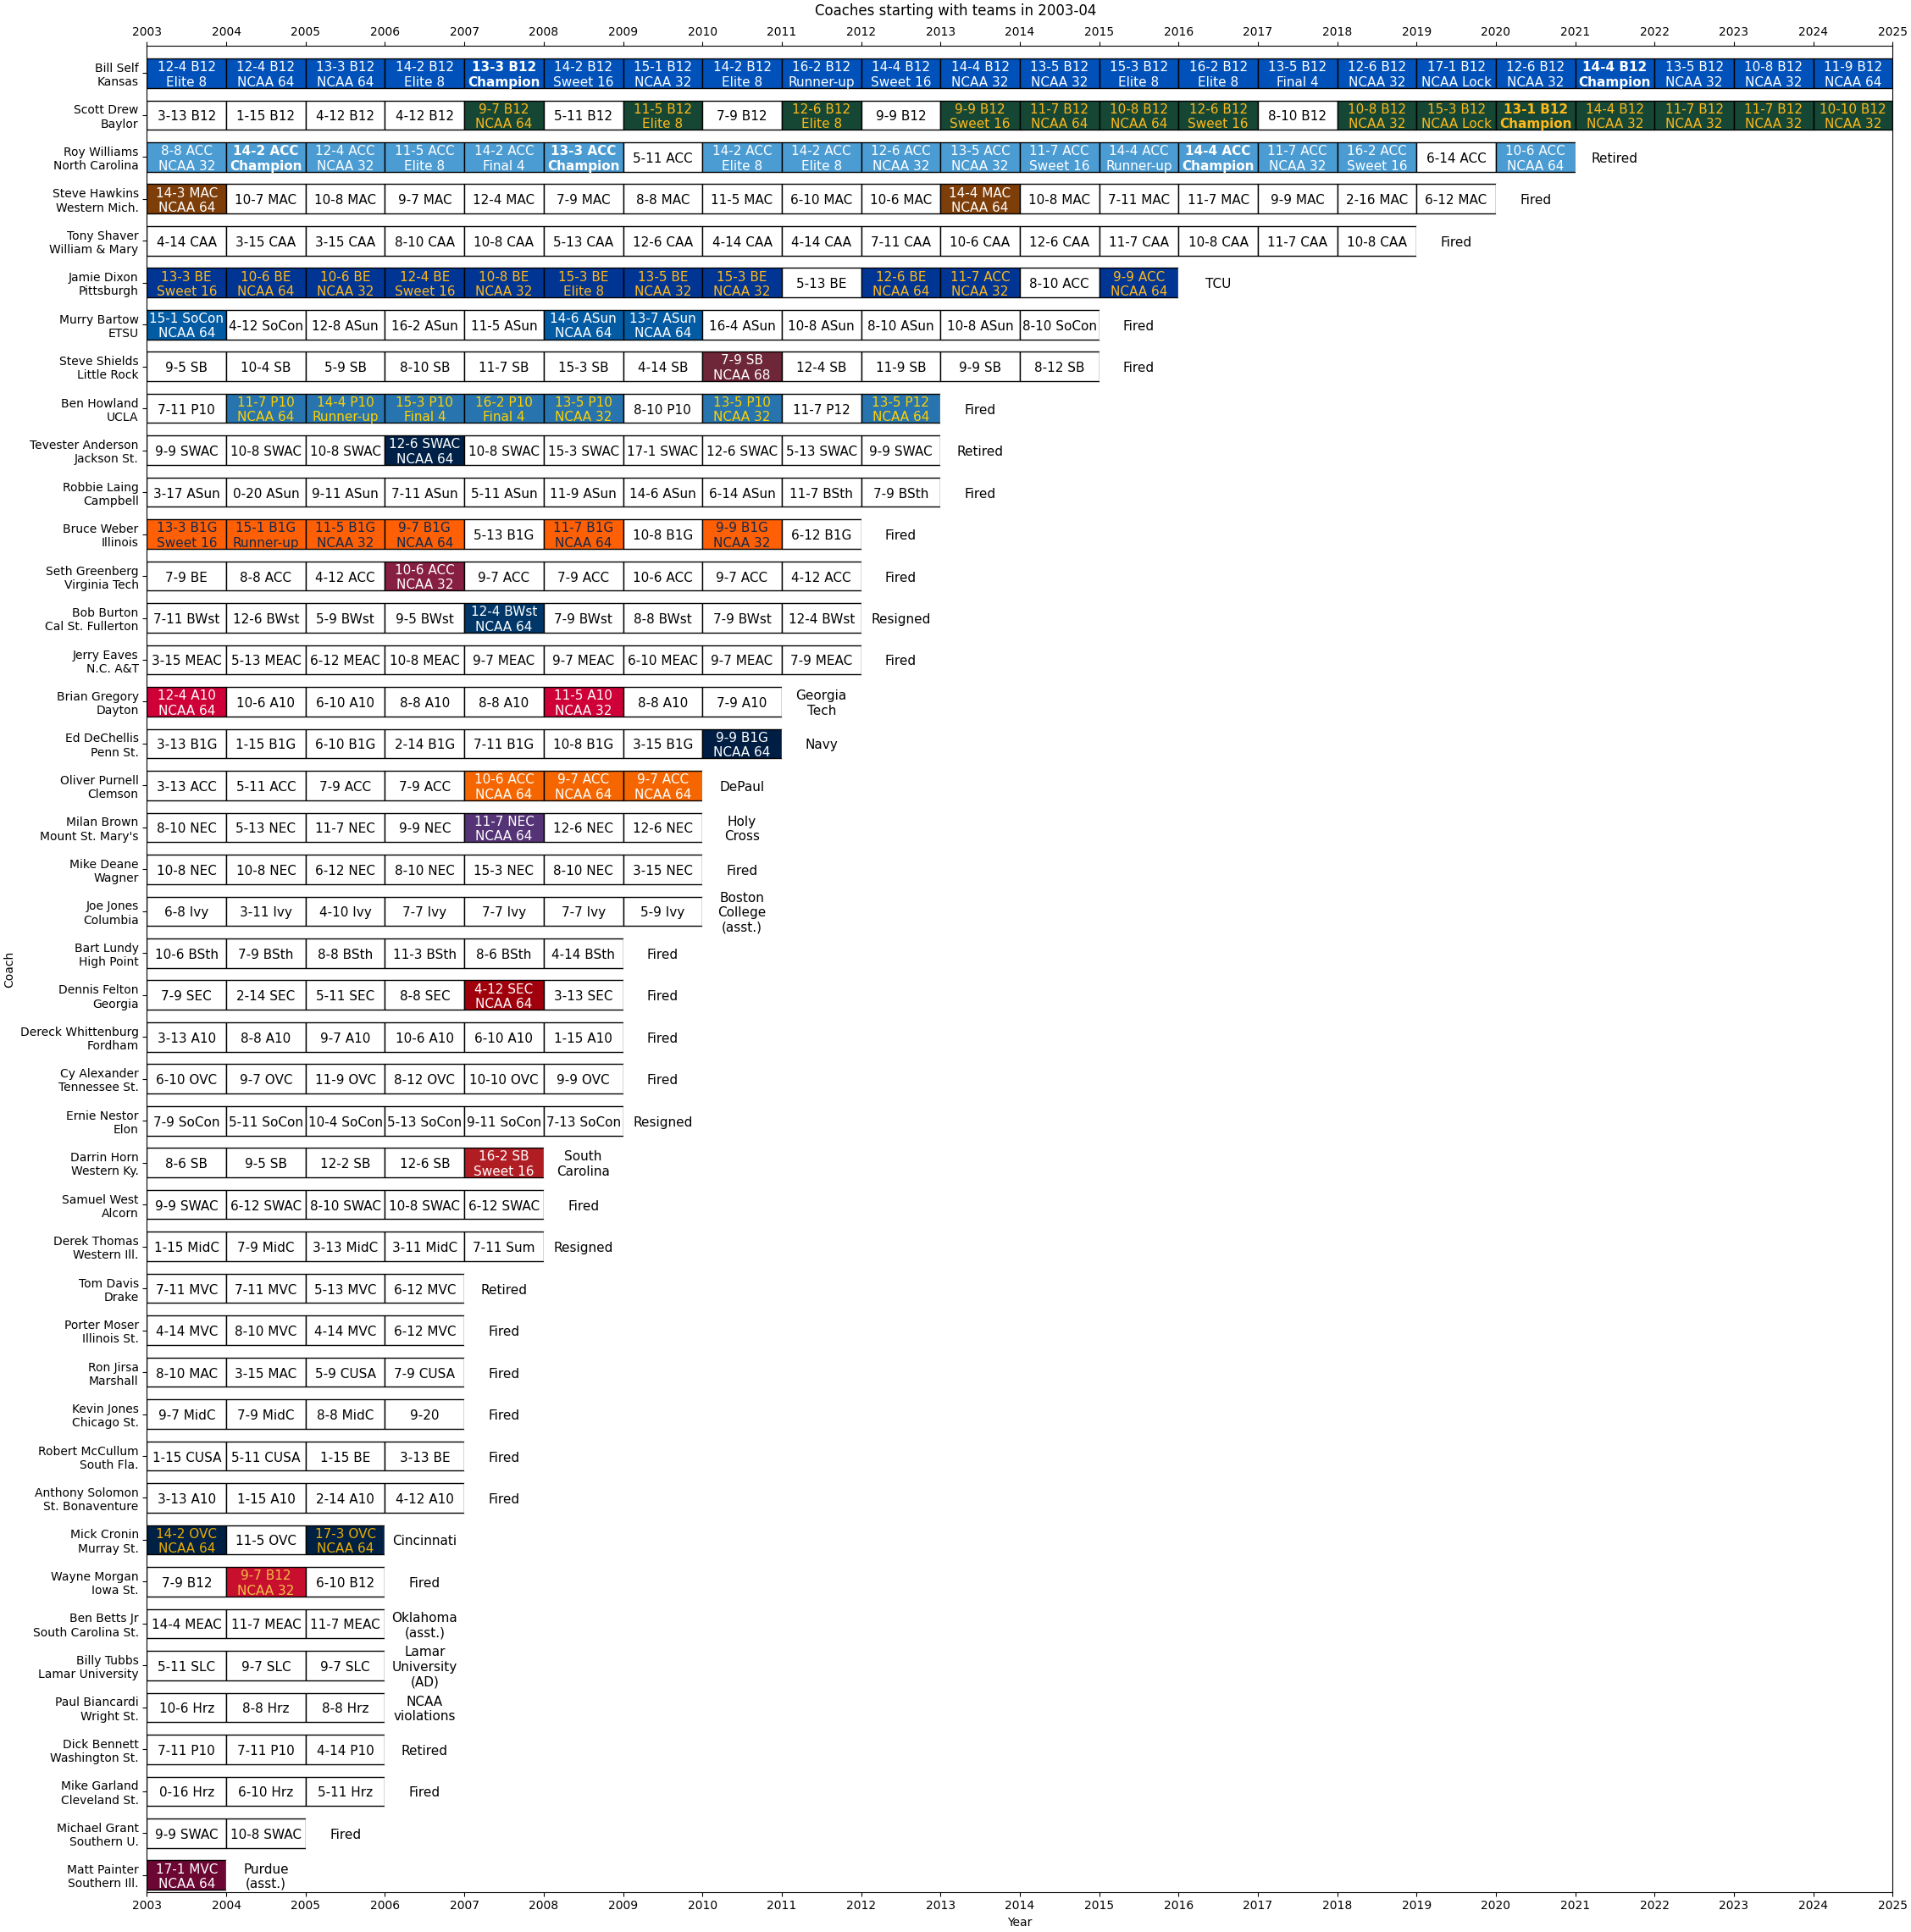 Coaches starting with teams in 2003-04
2003 2004 2005 2006 2007 2008 2009 2010 2011 2012 2013 2014 2015 2016 2017 2018 2019 2020 2021 2022 2023 2024 2025
Bill Self 12-4 B12 12-4 B12 13-3 B12 14-2 B12 13-3 B12 14-2 B12 15-1 B12 14-2 B12 16-2 B12 14-4 B12 14-4 B12 13-5 B12 15-3 B12 16-2 B12 13-5 B12 12-6 B12 17-1 B12 12-6 B12 14-4 B12 13-5 B12 10-8 B12 11-9 B12
Kansas Elite 8 NCAA 64 NCAA 64 Elite 8 Champion Sweet 16 NCAA 32 Elite 8 Runner-up Sweet 16 NCAA 32 NCAA 32 Elite 8 Elite 8 Final 4 NCAA 32 NCAA Lock NCAA 32 Champion NCAA 32 NCAA 32 NCAA 64
Scott Drew 9-7 B12 11-5 B12 12-6 B12 9-9 B12 11-7 B12 10-8 B12 12-6 B12 10-8 B12 15-3 B12 13-1 B12 14-4 B12 11-7 B12 11-7 B12 10-10 B12
3-13 B12 1-15 B12 4-12 B12 4-12 B12 5-11 B12 7-9 B12 9-9 B12 8-10 B12
Baylor NCAA 64 Elite 8 Elite 8 Sweet 16 NCAA 64 NCAA 64 Sweet 16 NCAA 32 NCAA Lock Champion NCAA 32 NCAA 32 NCAA 32 NCAA 32
Roy Williams 8-8 ACC 14-2 ACC 12-4 ACC 11-5 ACC 14-2 ACC 13-3 ACC 14-2 ACC 14-2 ACC 12-6 ACC 13-5 ACC 11-7 ACC 14-4 ACC 14-4 ACC 11-7 ACC 16-2 ACC 10-6 ACC
5-11 ACC 6-14 ACC Retired
North Carolina NCAA 32 Champion NCAA 32 Elite 8 Final 4 Champion Elite 8 Elite 8 NCAA 32 NCAA 32 Sweet 16 Runner-up Champion NCAA 32 Sweet 16 NCAA 64
Steve Hawkins 14-3 MAC 14-4 MAC
10-7 MAC 10-8 MAC 9-7 MAC 12-4 MAC 7-9 MAC 8-8 MAC 11-5 MAC 6-10 MAC 10-6 MAC 10-8 MAC 7-11 MAC 11-7 MAC 9-9 MAC 2-16 MAC 6-12 MAC Fired
Western Mich. NCAA 64 NCAA 64
Tony Shaver
4-14 CAA 3-15 CAA 3-15 CAA 8-10 CAA 10-8 CAA 5-13 CAA 12-6 CAA 4-14 CAA 4-14 CAA 7-11 CAA 10-6 CAA 12-6 CAA 11-7 CAA 10-8 CAA 11-7 CAA 10-8 CAA Fired
William & Mary
Jamie Dixon 13-3 BE 10-6 BE 10-6 BE 12-4 BE 10-8 BE 15-3 BE 13-5 BE 15-3 BE 12-6 BE 11-7 ACC 9-9 ACC
5-13 BE 8-10 ACC TCU
Pittsburgh Sweet 16 NCAA 64 NCAA 32 Sweet 16 NCAA 32 Elite 8 NCAA 32 NCAA 32 NCAA 64 NCAA 32 NCAA 64
Murry Bartow 15-1 SoCon 14-6 ASun 13-7 ASun
4-12 SoCon 12-8 ASun 16-2 ASun 11-5 ASun 16-4 ASun 10-8 ASun 8-10 ASun 10-8 ASun 8-10 SoCon Fired
ETSU NCAA 64 NCAA 64 NCAA 64
Steve Shields 7-9 SB
9-5 SB 10-4 SB 5-9 SB 8-10 SB 11-7 SB 15-3 SB 4-14 SB 12-4 SB 11-9 SB 9-9 SB 8-12 SB Fired
Little Rock NCAA 68
Ben Howland 11-7 P10 14-4 P10 15-3 P10 16-2 P10 13-5 P10 13-5 P10 13-5 P12
7-11 P10 8-10 P10 11-7 P12 Fired
UCLA NCAA 64 Runner-up Final 4 Final 4 NCAA 32 NCAA 32 NCAA 64
Tevester Anderson 12-6 SWAC
9-9 SWAC 10-8 SWAC 10-8 SWAC 10-8 SWAC 15-3 SWAC 17-1 SWAC 12-6 SWAC 5-13 SWAC 9-9 SWAC Retired
Jackson St. NCAA 64
Robbie Laing
3-17 ASun 0-20 ASun 9-11 ASun 7-11 ASun 5-11 ASun 11-9 ASun 14-6 ASun 6-14 ASun 11-7 BSth 7-9 BSth Fired
Campbell
Bruce Weber 13-3 B1G 15-1 B1G 11-5 B1G 9-7 B1G 11-7 B1G 9-9 B1G
5-13 B1G 10-8 B1G 6-12 B1G Fired
Illinois Sweet 16 Runner-up NCAA 32 NCAA 64 NCAA 64 NCAA 32
Seth Greenberg 10-6 ACC
7-9 BE 8-8 ACC 4-12 ACC 9-7 ACC 7-9 ACC 10-6 ACC 9-7 ACC 4-12 ACC Fired
Virginia Tech NCAA 32
Bob Burton 12-4 BWst
7-11 BWst 12-6 BWst 5-9 BWst 9-5 BWst 7-9 BWst 8-8 BWst 7-9 BWst 12-4 BWst Resigned
Cal St. Fullerton NCAA 64
Jerry Eaves
3-15 MEAC 5-13 MEAC 6-12 MEAC 10-8 MEAC 9-7 MEAC 9-7 MEAC 6-10 MEAC 9-7 MEAC 7-9 MEAC Fired
N.C. A&T
Brian Gregory 12-4 A10 11-5 A10 Georgia
10-6 A10 6-10 A10 8-8 A10 8-8 A10 8-8 A10 7-9 A10
Dayton NCAA 64 NCAA 32 Tech
Ed DeChellis 9-9 B1G
3-13 B1G 1-15 B1G 6-10 B1G 2-14 B1G 7-11 B1G 10-8 B1G 3-15 B1G Navy
Penn St. NCAA 64
Oliver Purnell 10-6 ACC 9-7 ACC 9-7 ACC
3-13 ACC 5-11 ACC 7-9 ACC 7-9 ACC DePaul
Clemson NCAA 64 NCAA 64 NCAA 64
Milan Brown 11-7 NEC Holy
8-10 NEC 5-13 NEC 11-7 NEC 9-9 NEC 12-6 NEC 12-6 NEC
Mount St. Mary's NCAA 64 Cross
Mike Deane
10-8 NEC 10-8 NEC 6-12 NEC 8-10 NEC 15-3 NEC 8-10 NEC 3-15 NEC Fired
Wagner
Joe Jones Boston
6-8 Ivy 3-11 Ivy 4-10 Ivy 7-7 Ivy 7-7 Ivy 7-7 Ivy 5-9 Ivy College
Columbia (asst.)
Bart Lundy
10-6 BSth 7-9 BSth 8-8 BSth 11-3 BSth 8-6 BSth 4-14 BSth Fired
High Point
Coach
Dennis Felton 4-12 SEC
7-9 SEC 2-14 SEC 5-11 SEC 8-8 SEC 3-13 SEC Fired
Georgia NCAA 64
Dereck Whittenburg
3-13 A10 8-8 A10 9-7 A10 10-6 A10 6-10 A10 1-15 A10 Fired
Fordham
Cy Alexander
6-10 OVC 9-7 OVC 11-9 OVC 8-12 OVC 10-10 OVC 9-9 OVC Fired
Tennessee St.
Ernie Nestor
7-9 SoCon 5-11 SoCon 10-4 SoCon 5-13 SoCon 9-11 SoCon 7-13 SoCon Resigned
Elon
Darrin Horn 16-2 SB South
8-6 SB 9-5 SB 12-2 SB 12-6 SB
Western Ky. Sweet 16 Carolina
Samuel West
9-9 SWAC 6-12 SWAC 8-10 SWAC 10-8 SWAC 6-12 SWAC Fired
Alcorn
Derek Thomas
1-15 MidC 7-9 MidC 3-13 MidC 3-11 MidC 7-11 Sum Resigned
Western Ill.
Tom Davis
7-11 MVC 7-11 MVC 5-13 MVC 6-12 MVC Retired
Drake
Porter Moser
4-14 MVC 8-10 MVC 4-14 MVC 6-12 MVC Fired
Illinois St.
Ron Jirsa
8-10 MAC 3-15 MAC 5-9 CUSA 7-9 CUSA Fired
Marshall
Kevin Jones
9-7 MidC 7-9 MidC 8-8 MidC 9-20 Fired
Chicago St.
Robert McCullum
1-15 CUSA 5-11 CUSA 1-15 BE 3-13 BE Fired
South Fla.
Anthony Solomon
3-13 A10 1-15 A10 2-14 A10 4-12 A10 Fired
St. Bonaventure
Mick Cronin 14-2 OVC 17-3 OVC
11-5 OVC Cincinnati
Murray St. NCAA 64 NCAA 64
Wayne Morgan 9-7 B12
7-9 B12 6-10 B12 Fired
Iowa St. NCAA 32
Ben Betts Jr Oklahoma
14-4 MEAC 11-7 MEAC 11-7 MEAC
South Carolina St. (asst.)
Billy Tubbs Lamar
5-11 SLC 9-7 SLC 9-7 SLC University
Lamar University (AD)
Paul Biancardi NCAA
10-6 Hrz 8-8 Hrz 8-8 Hrz
Wright St. violations
Dick Bennett
7-11 P10 7-11 P10 4-14 P10 Retired
Washington St.
Mike Garland
0-16 Hrz 6-10 Hrz 5-11 Hrz Fired
Cleveland St.
Michael Grant
9-9 SWAC 10-8 SWAC Fired
Southern U.
Matt Painter 17-1 MVC Purdue
Southern Ill. NCAA 64 (asst.)
2003 2004 2005 2006 2007 2008 2009 2010 2011 2012 2013 2014 2015 2016 2017 2018 2019 2020 2021 2022 2023 2024 2025
Year